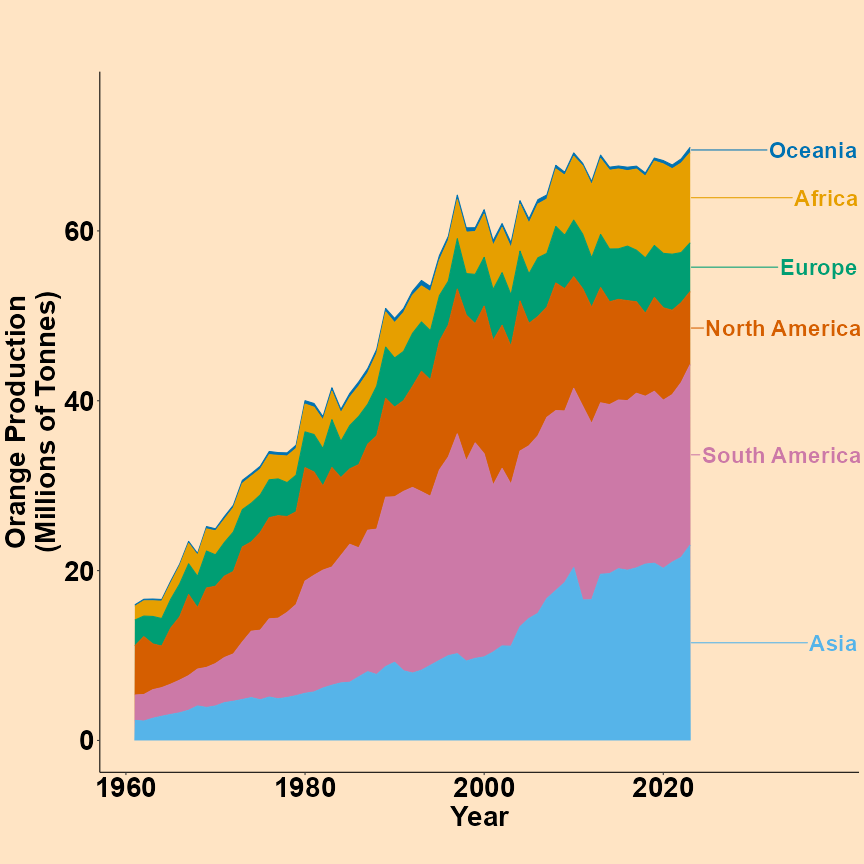 Orange Production
(Millions of Tonnes)
60
40
20
0
1960
1980
2000
2020
Year
Oceania
Africa
Europe
North America
South America
Asia